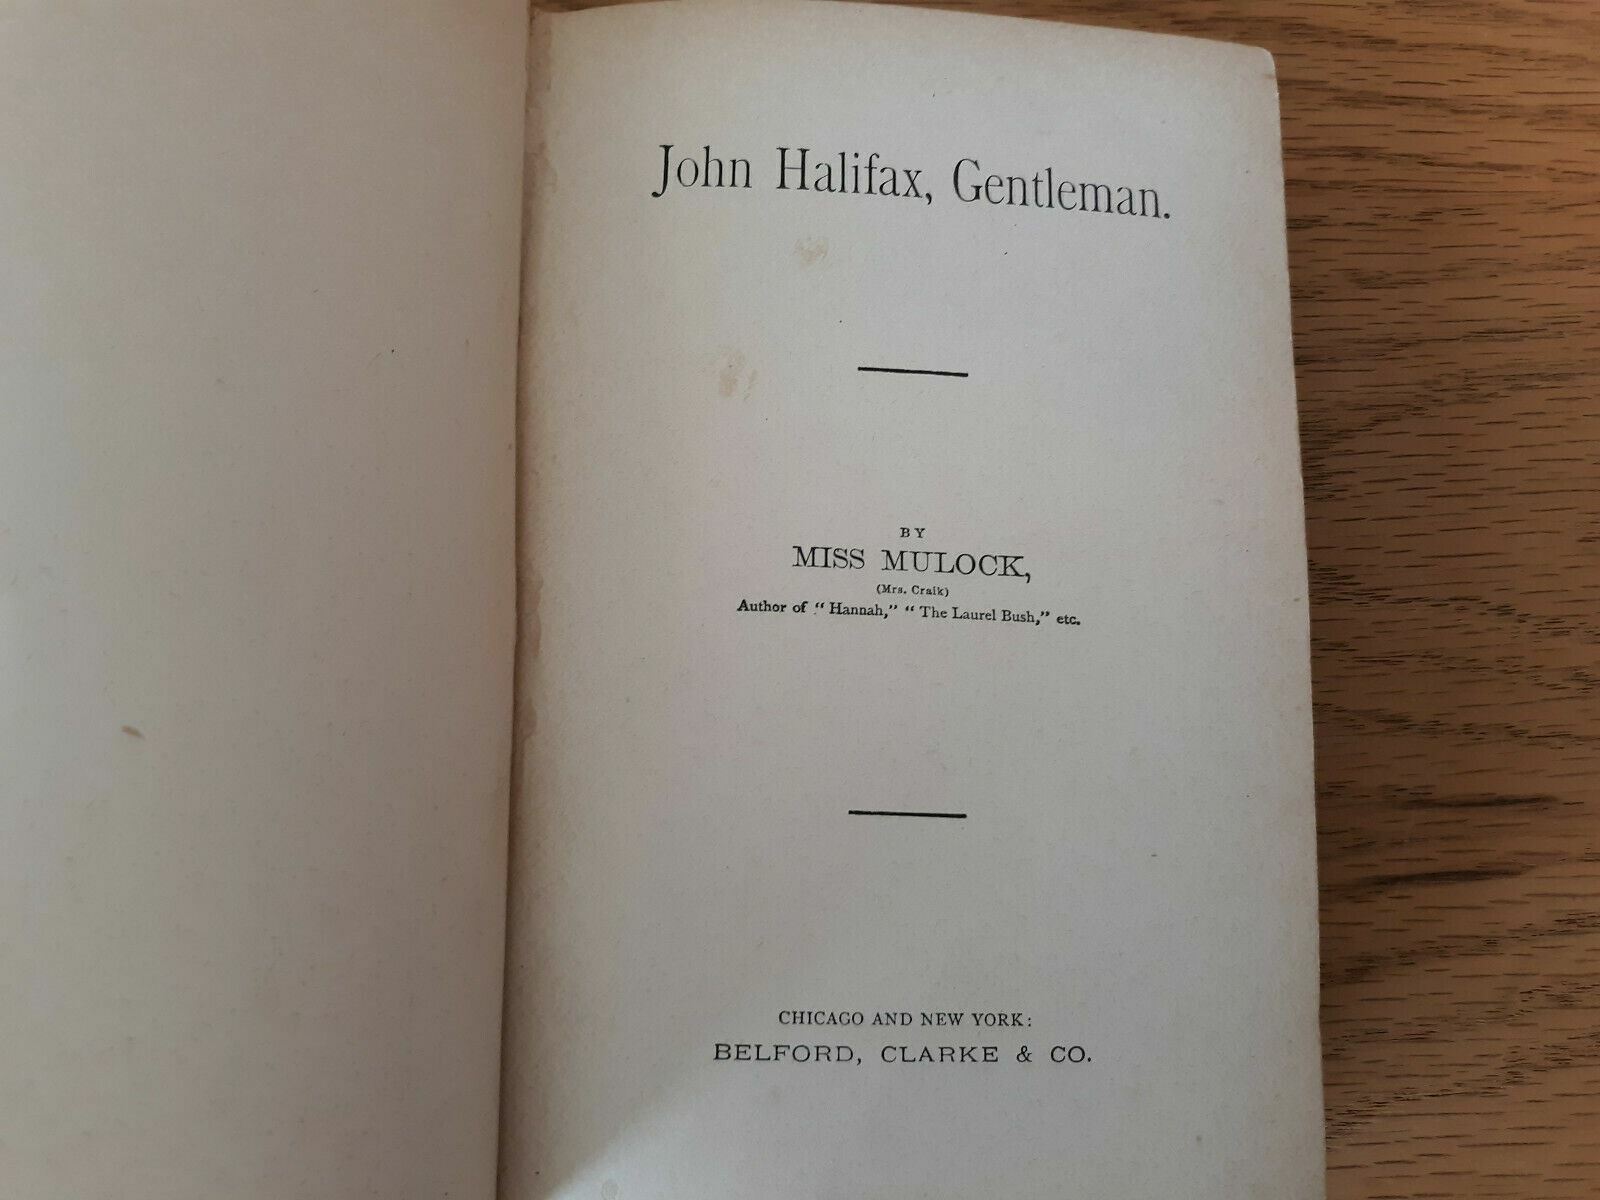 John Halifax, Gentleman.
BY
MISS MULOCK,
(Mrs. Craik)
Author of "Hannah," "The Laurel Bush," etc.
CHICAGO AND NEW YORK:
BELFORD, CLARKE & CO.